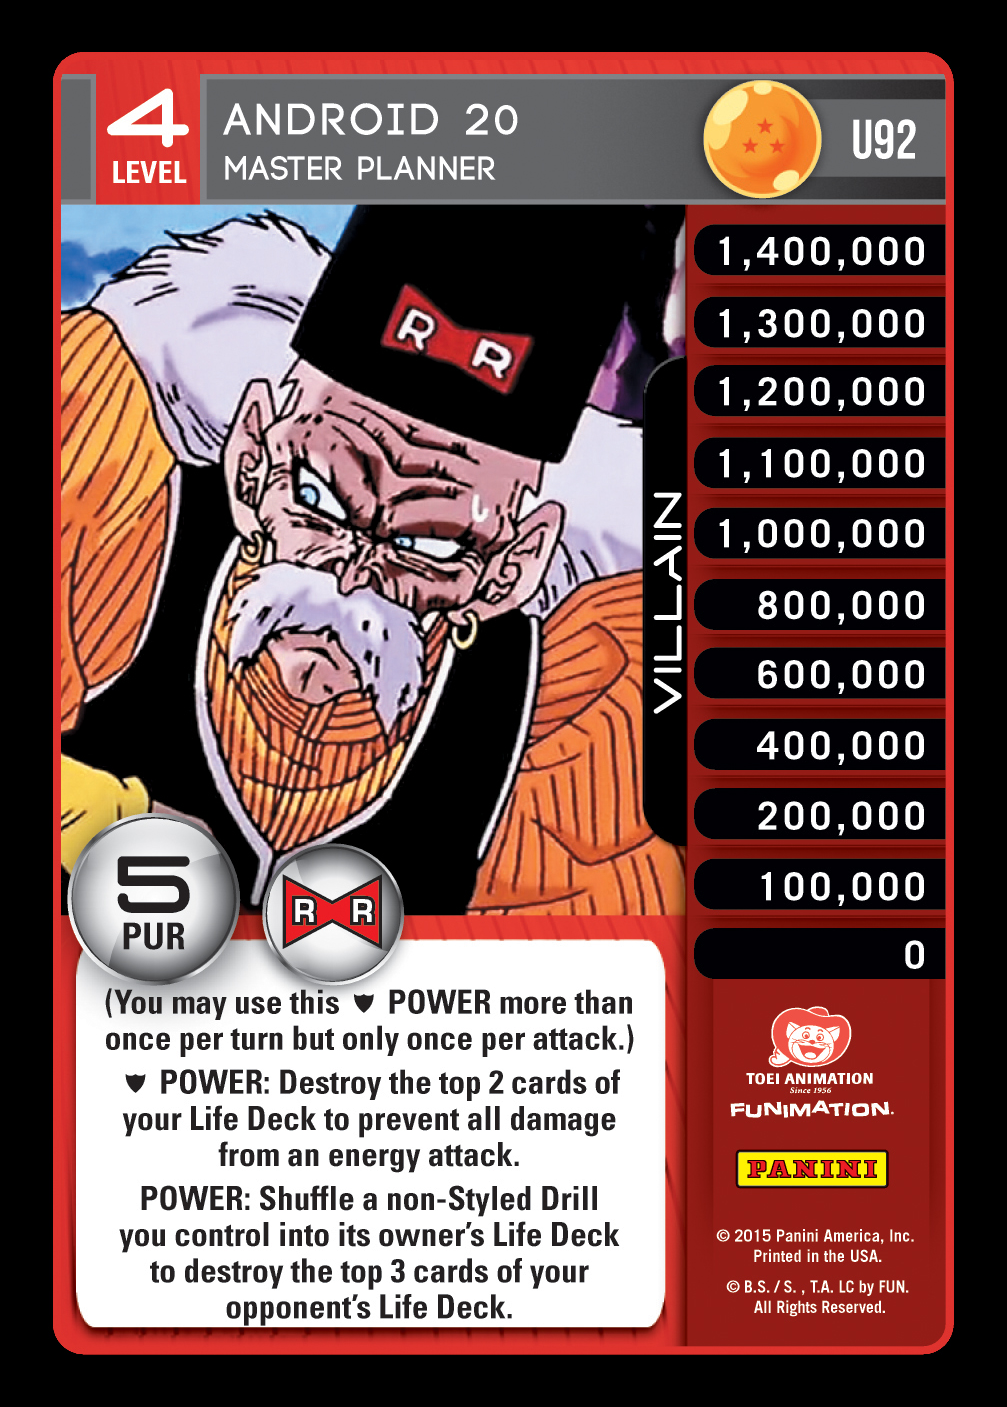 4
LEVEL
ANDROID 20
MASTER PLANNER
U92
R R
VILLAIN
1,400,000
1,300,000
1,200,000
1,100,000
1,000,000
800,000
600,000
400,000
200,000
100,000
0
5
PUR
R R
(You may use this POWER more than
once per turn but only once per attack.)
POWER: Destroy the top 2 cards of
your Life Deck to prevent all damage
from an energy attack.
POWER: Shuffle a non-Styled Drill
you control into its owner's Life Deck
to destroy the top 3 cards of your
opponent's Life Deck.
TOEI ANIMATION
Since 1956
FUNIMATION.
PANINI
© 2015 Panini America, Inc.
Printed in the USA.
© B.S. / S. , T.A. LC by FUN.
All Rights Reserved.